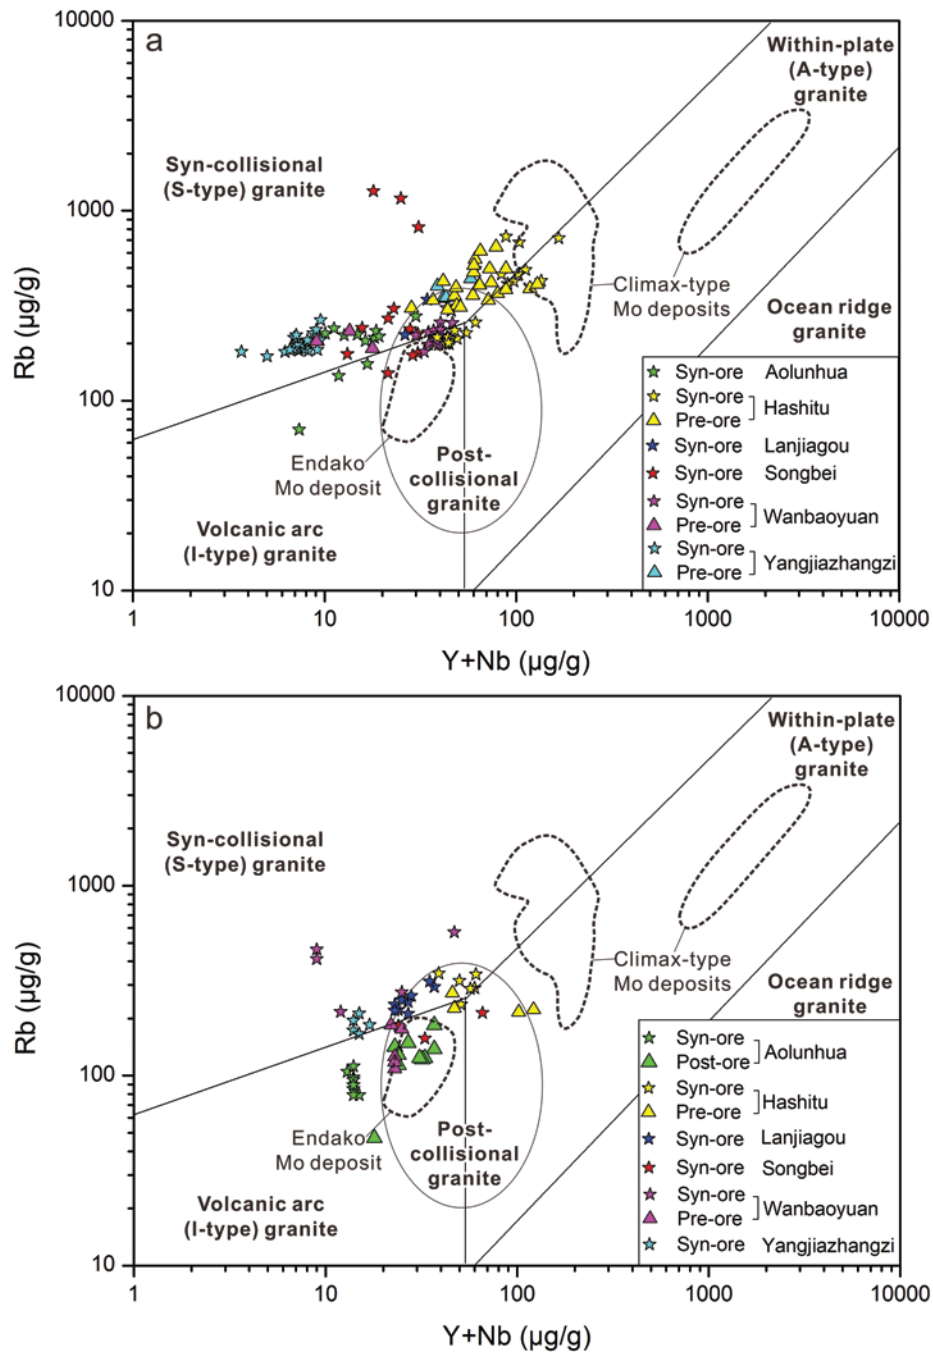 10000
1000
100
10
Rb (µg/g)
a
Within-plate
(A-type)
granite
Syn-collisional
(S-type) granite
Climax-type
Mo deposits
Ocean ridge
granite
Endako
Mo deposit
Post-
collisional
granite
Volcanic arc
(I-type) granite
Syn-ore Aolunhua
Syn-ore
Pre-ore
Hashitu
Syn-ore Lanjiagou
Syn-ore Songbei
Syn-ore
Pre-ore
Wanbaoyuan
Syn-ore
Pre-ore
Yangjiazhangzi
1 10 100 1000 10000
Y+Nb (µg/g)
10000
1000
100
10
Rb (µg/g)
b
Within-plate
(A-type)
granite
Syn-collisional
(S-type) granite
Climax-type
Mo deposits
Ocean ridge
granite
Endako
Mo deposit
Post-
collisional
granite
Volcanic arc
(I-type) granite
Syn-ore
Post-ore
Aolunhua
Syn-ore
Pre-ore
Hashitu
Syn-ore Lanjiagou
Syn-ore Songbei
Syn-ore
Pre-ore
Wanbaoyuan
Syn-ore Yangjiazhangzi
1 10 100 1000 10000
Y+Nb (µg/g)